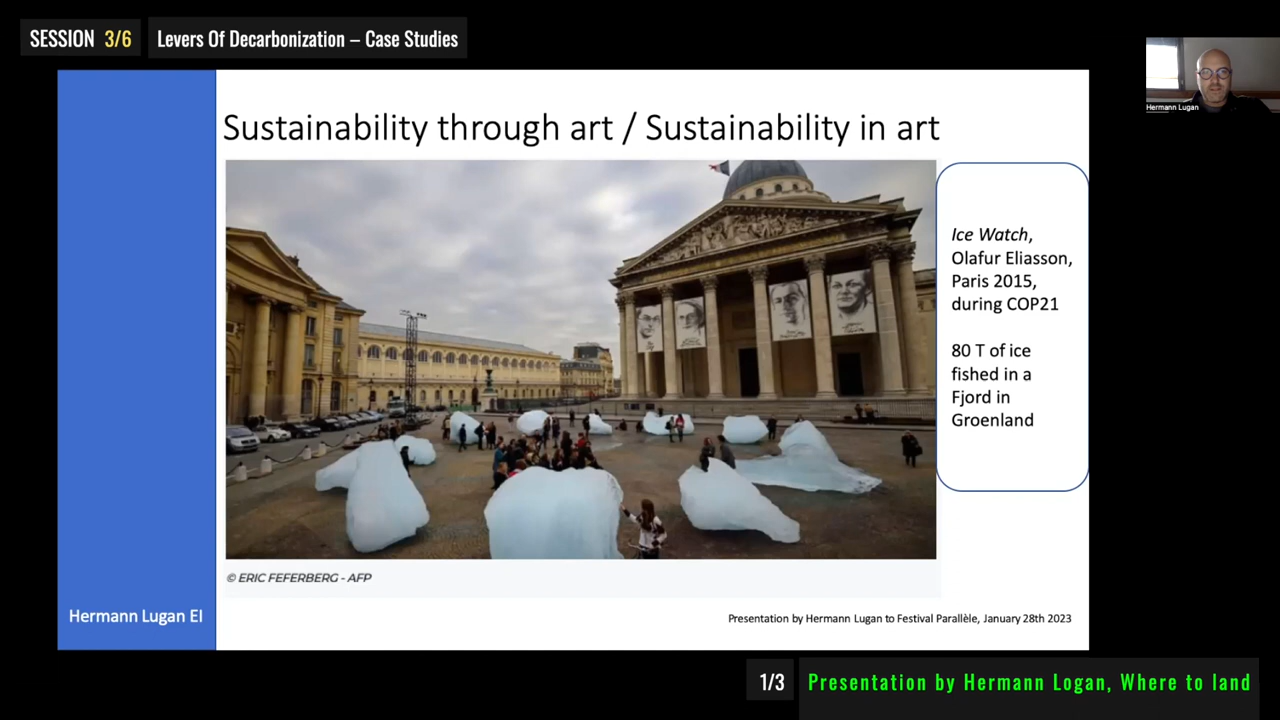 SESSION 3/6
Levers Of Decarbonization – Case Studies
Hermann Lugan
Sustainability through art / Sustainability in art
Ice Watch,
Olafur Eliasson,
Paris 2015,
during COP21
80 T of ice
fished in a
Fjord in
Groenland
© ERIC FEFERBERG - AFP
Hermann Lugan EI
Presentation by Hermann Lugan to Festival Parallèle, January 28th 2023
1/3
Presentation by Hermann Logan, Where to land